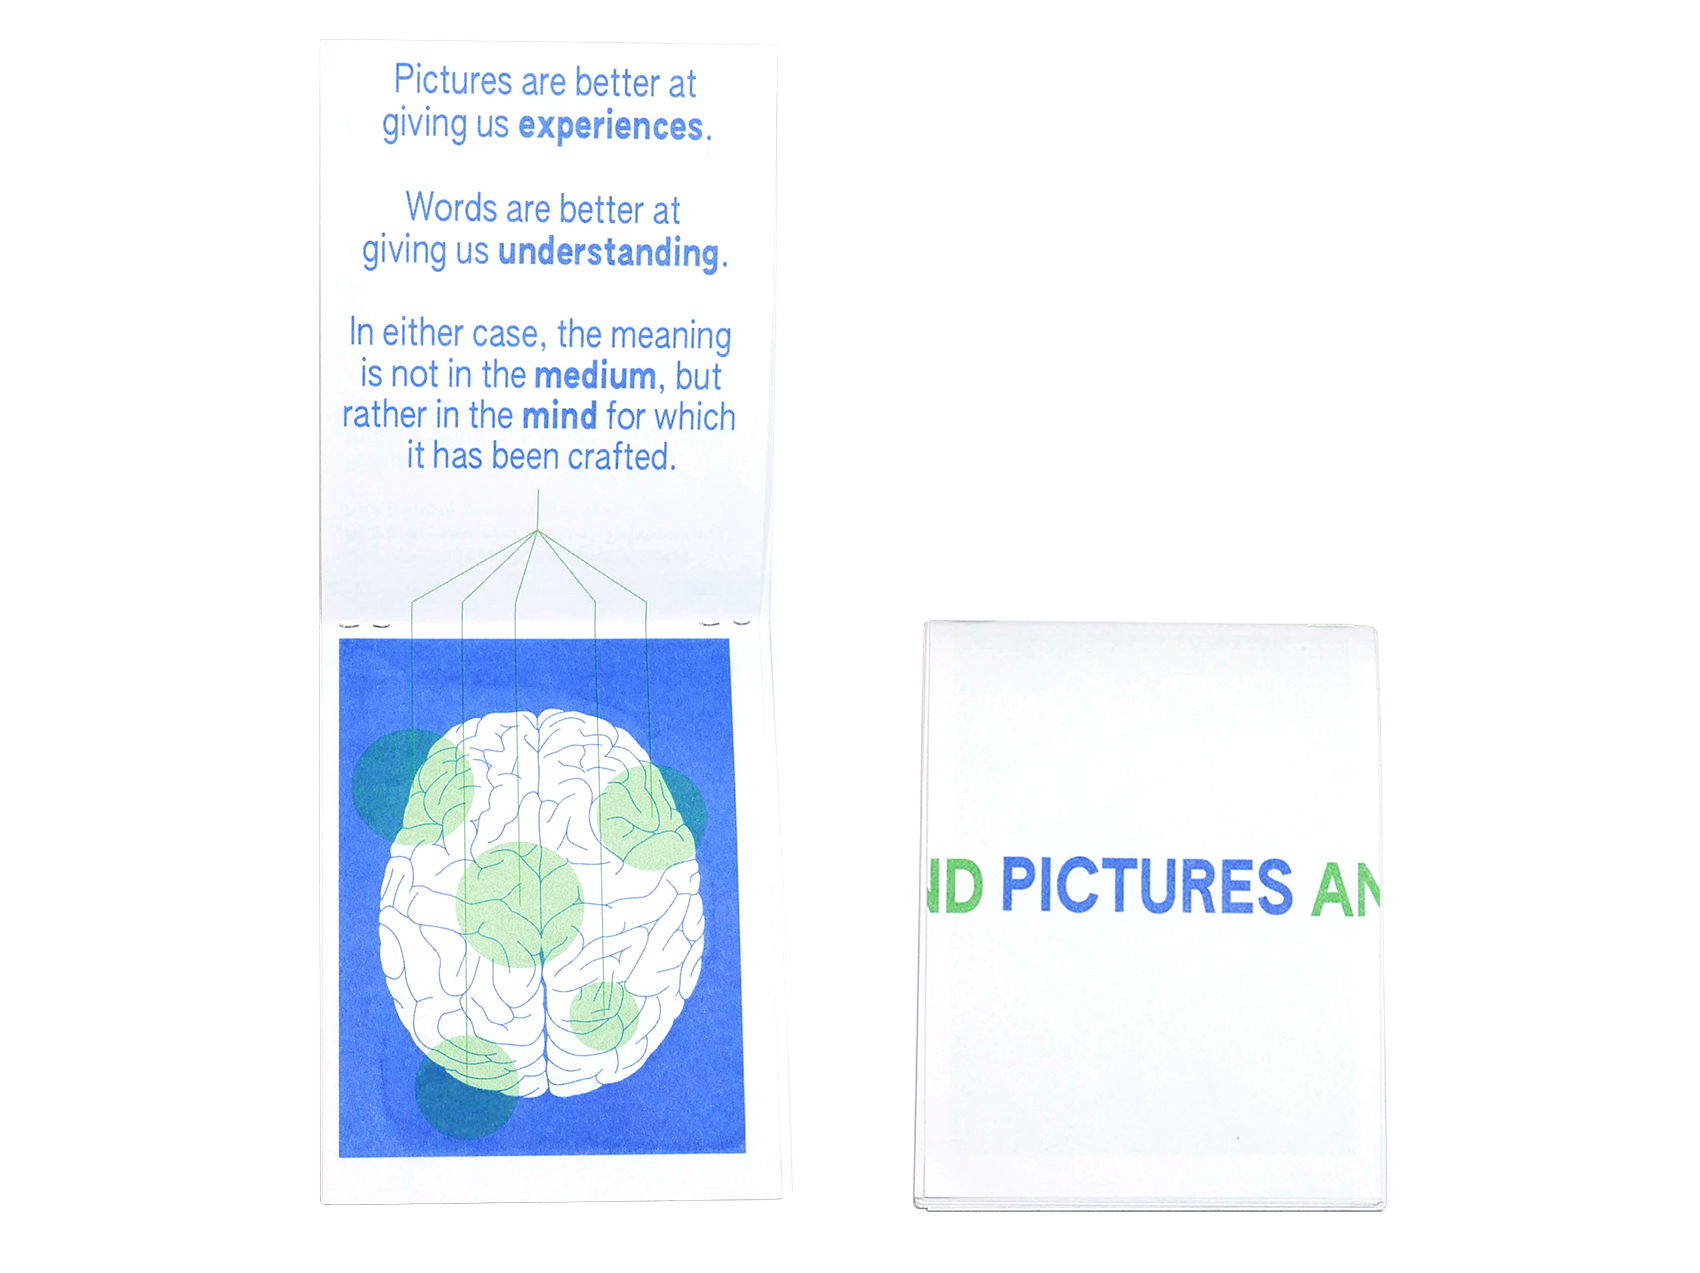 Pictures are better at
giving us experiences.
Words are better at
giving us understanding.
In either case, the meaning
is not in the medium, but
rather in the mind for which
it has been crafted.
ND PICTURES AN